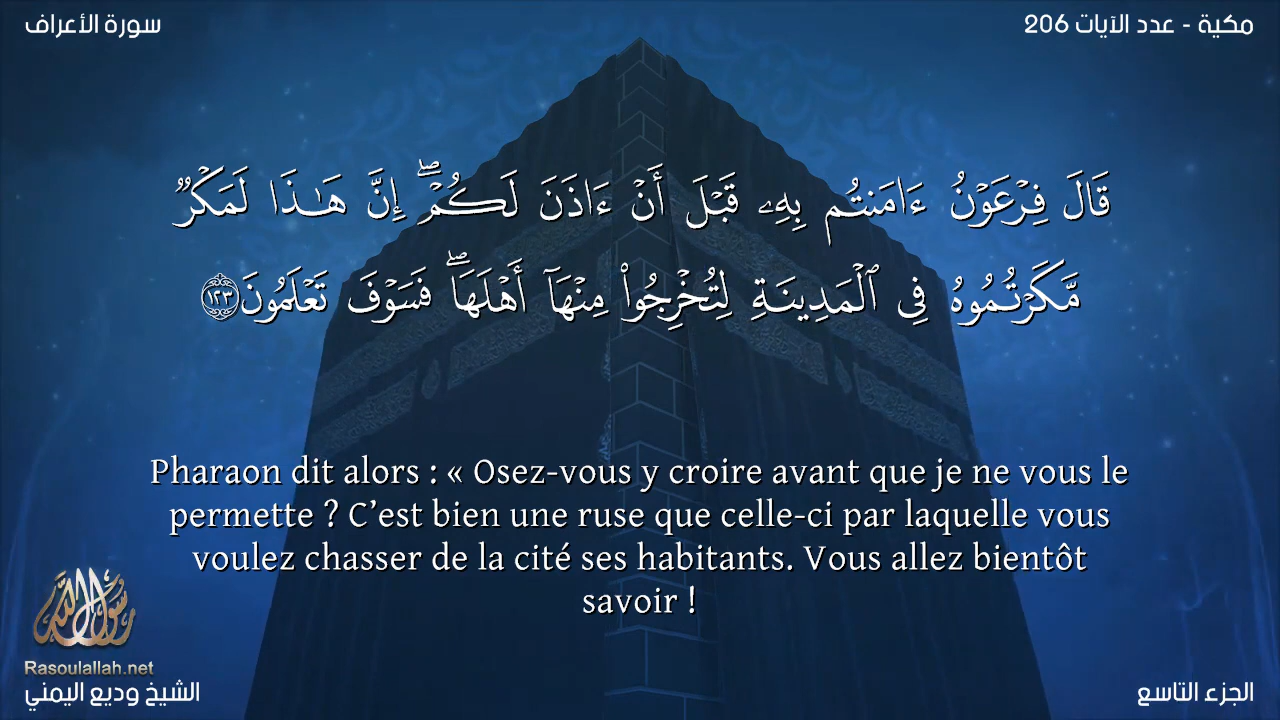 سورة الأعراف
مكية - عدد الآيات 206
قَالَ فِرْعَوْنُ ءَامَنتُم بِهِۦ قَبْلَ أَنْ ءَاذَنَ لَكُمْ ۖ إِنَّ هَـٰذَا لَمَكْرٌ
مَّكَرْتُمُوهُ فِى ٱلْمَدِينَةِ لِتُخْرِجُوا۟ مِنْهَآ أَهْلَهَا ۖ فَسَوْفَ تَعْلَمُونَ ١٢٣
Pharaon dit alors : « Osez-vous y croire avant que je ne vous le
permette ? C’est bien une ruse que celle-ci par laquelle vous
voulez chasser de la cité ses habitants. Vous allez bientôt
savoir !
رسول الله
Rasoulallah.net
الشيخ وديع اليمني
الجزء التاسع